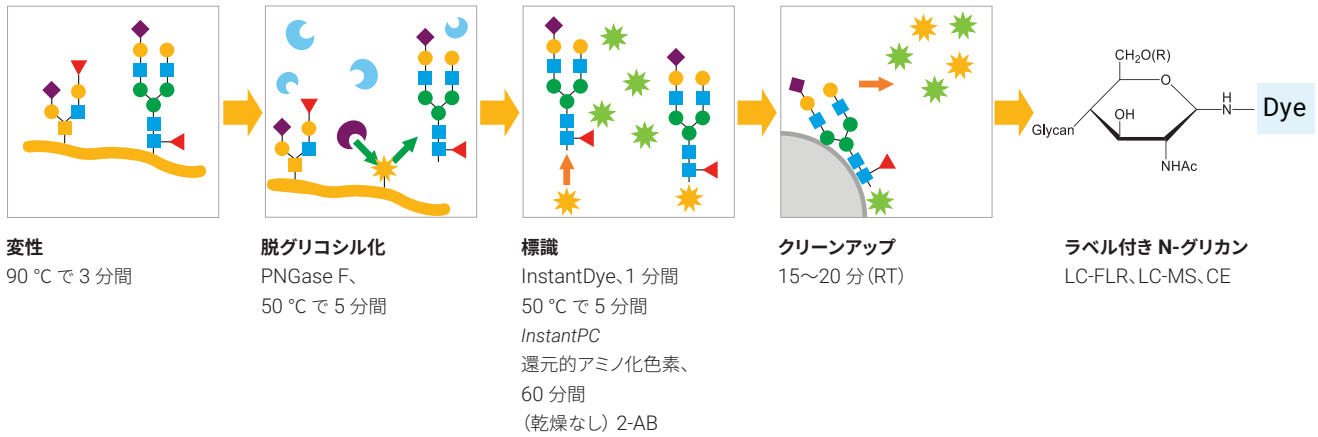 変性
90 °C で 3 分間
脱グリコシル化
PNGase F、
50 °C で 5 分間
標識
InstantDye、1 分間
50 °C で 5 分間
InstantPC
還元的アミノ化色素、
60 分間
（乾燥なし） 2-AB
クリーンアップ
15～20 分（RT）
CH₂O(R)
O
OH
Glycan
NHAc
H
N
Dye
ラベル付き N-グリカン
LC-FLR、LC-MS、CE